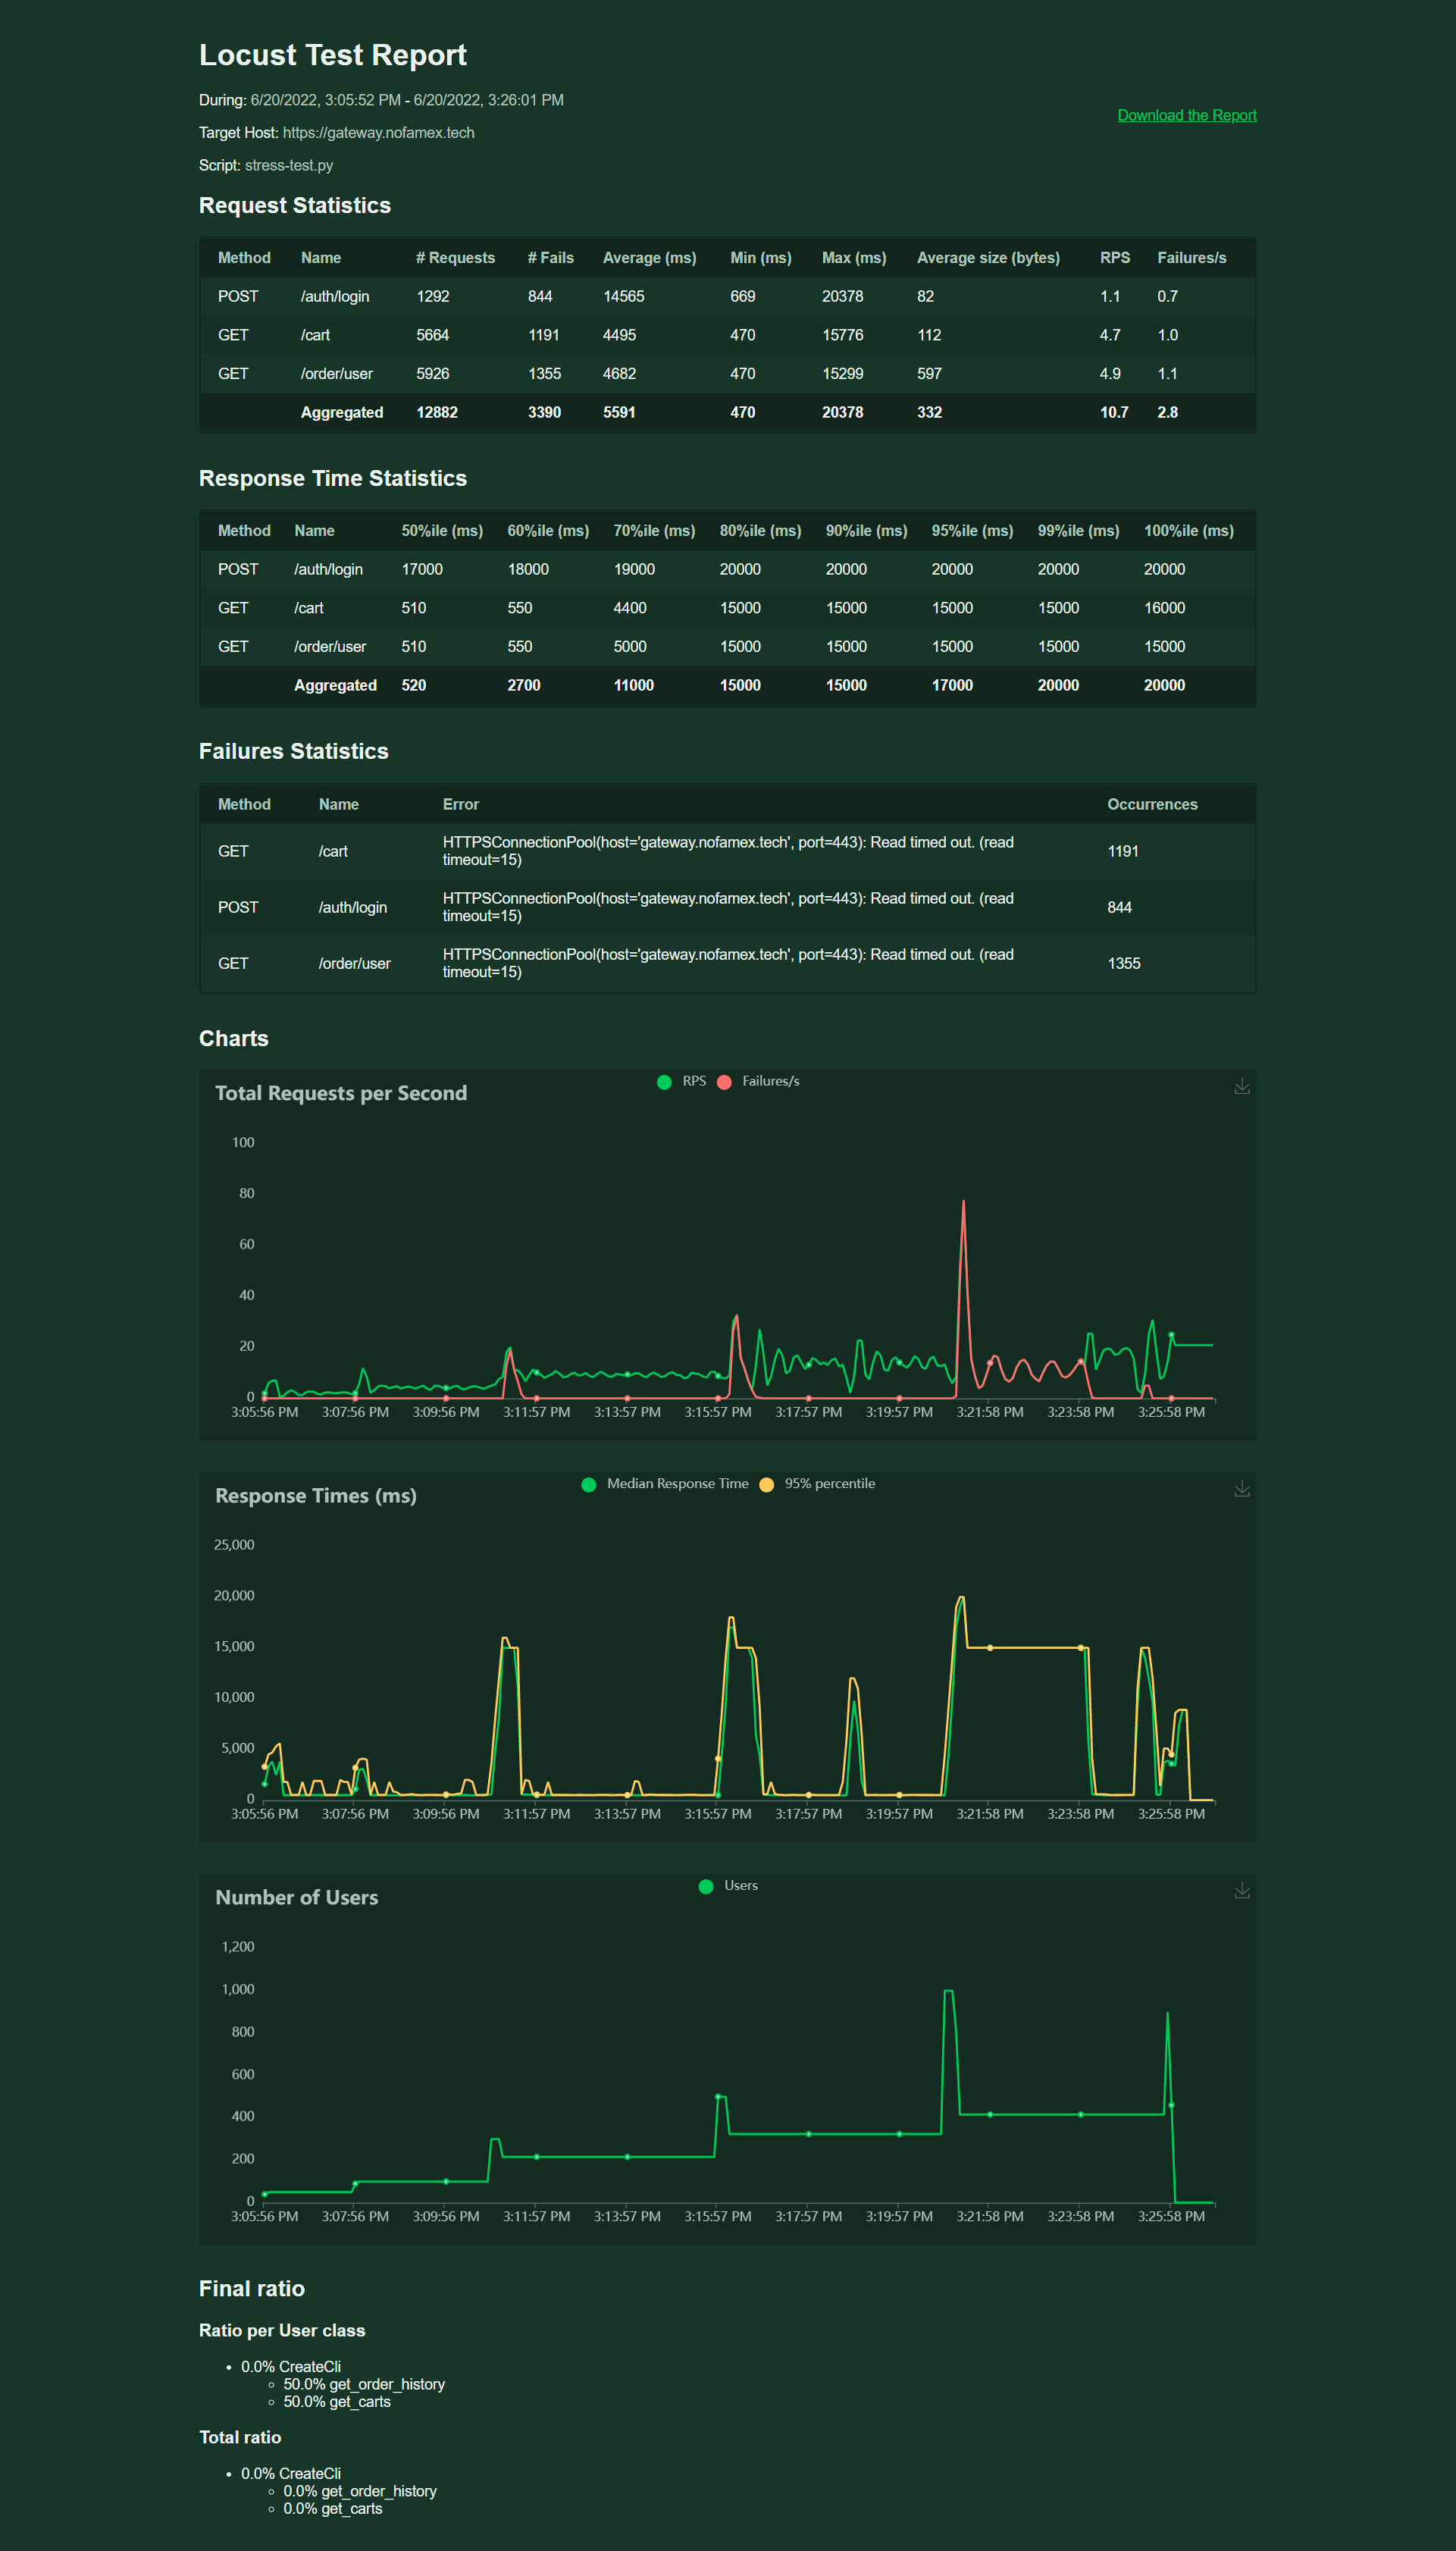 Locust Test Report
During: 6/20/2022, 3:05:52 PM - 6/20/2022, 3:26:01 PM
Download the Report
Target Host: https://gateway.nofamex.tech
Script: stress-test.py
Request Statistics
Method Name # Requests # Fails Average (ms) Min (ms) Max (ms) Average size (bytes) RPS Failures/s
POST /auth/login 1292 844 14565 669 20378 82 1.1 0.7
GET /cart 5664 1191 4495 470 15776 112 4.7 1.0
GET /order/user 5926 1355 4682 470 15299 597 4.9 1.1
Aggregated 12882 3390 5591 470 20378 332 10.7 2.8
Response Time Statistics
Method Name 50%ile (ms) 60%ile (ms) 70%ile (ms) 80%ile (ms) 90%ile (ms) 95%ile (ms) 99%ile (ms) 100%ile (ms)
POST /auth/login 17000 18000 19000 20000 20000 20000 20000 20000
GET /cart 510 550 4400 15000 15000 15000 15000 16000
GET /order/user 510 550 5000 15000 15000 15000 15000 15000
Aggregated 520 2700 11000 15000 15000 17000 20000 20000
Failures Statistics
Method Name Error Occurrences
GET /cart HTTPSConnectionPool(host='gateway.nofamex.tech', port=443): Read timed out. (read
timeout=15) 1191
POST /auth/login HTTPSConnectionPool(host='gateway.nofamex.tech', port=443): Read timed out. (read
timeout=15) 844
GET /order/user HTTPSConnectionPool(host='gateway.nofamex.tech', port=443): Read timed out. (read
timeout=15) 1355
Charts
Total Requests per Second
RPS Failures/s
100
80
60
40
20
0
3:05:56 PM 3:07:56 PM 3:09:56 PM 3:11:57 PM 3:13:57 PM 3:15:57 PM 3:17:57 PM 3:19:57 PM 3:21:58 PM 3:23:58 PM 3:25:58 PM
Response Times (ms)
Median Response Time 95% percentile
25,000
20,000
15,000
10,000
5,000
0
3:05:56 PM 3:07:56 PM 3:09:56 PM 3:11:57 PM 3:13:57 PM 3:15:57 PM 3:17:57 PM 3:19:57 PM 3:21:58 PM 3:23:58 PM 3:25:58 PM
Number of Users
Users
1,200
1,000
800
600
400
200
0
3:05:56 PM 3:07:56 PM 3:09:56 PM 3:11:57 PM 3:13:57 PM 3:15:57 PM 3:17:57 PM 3:19:57 PM 3:21:58 PM 3:23:58 PM 3:25:58 PM
Final ratio
Ratio per User class
0.0% CreateCli
50.0% get_order_history
50.0% get_carts
Total ratio
0.0% CreateCli
0.0% get_order_history
0.0% get_carts